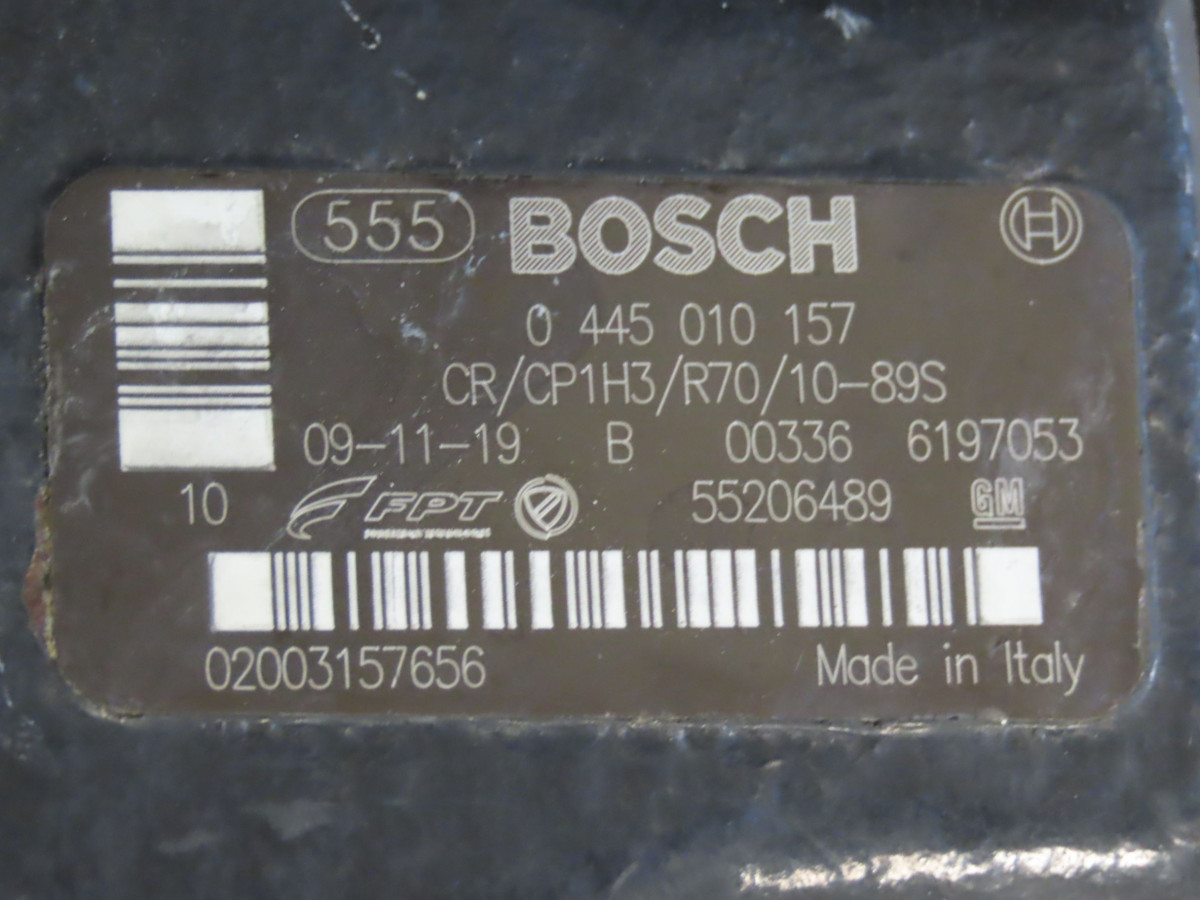 555 BOSCH
0 445 010 157
CR/CP1H3/R70/10-89S
09-11-19 B 00336 6197053
10 FPT 55206489 GM
02003157656 Made in Italy